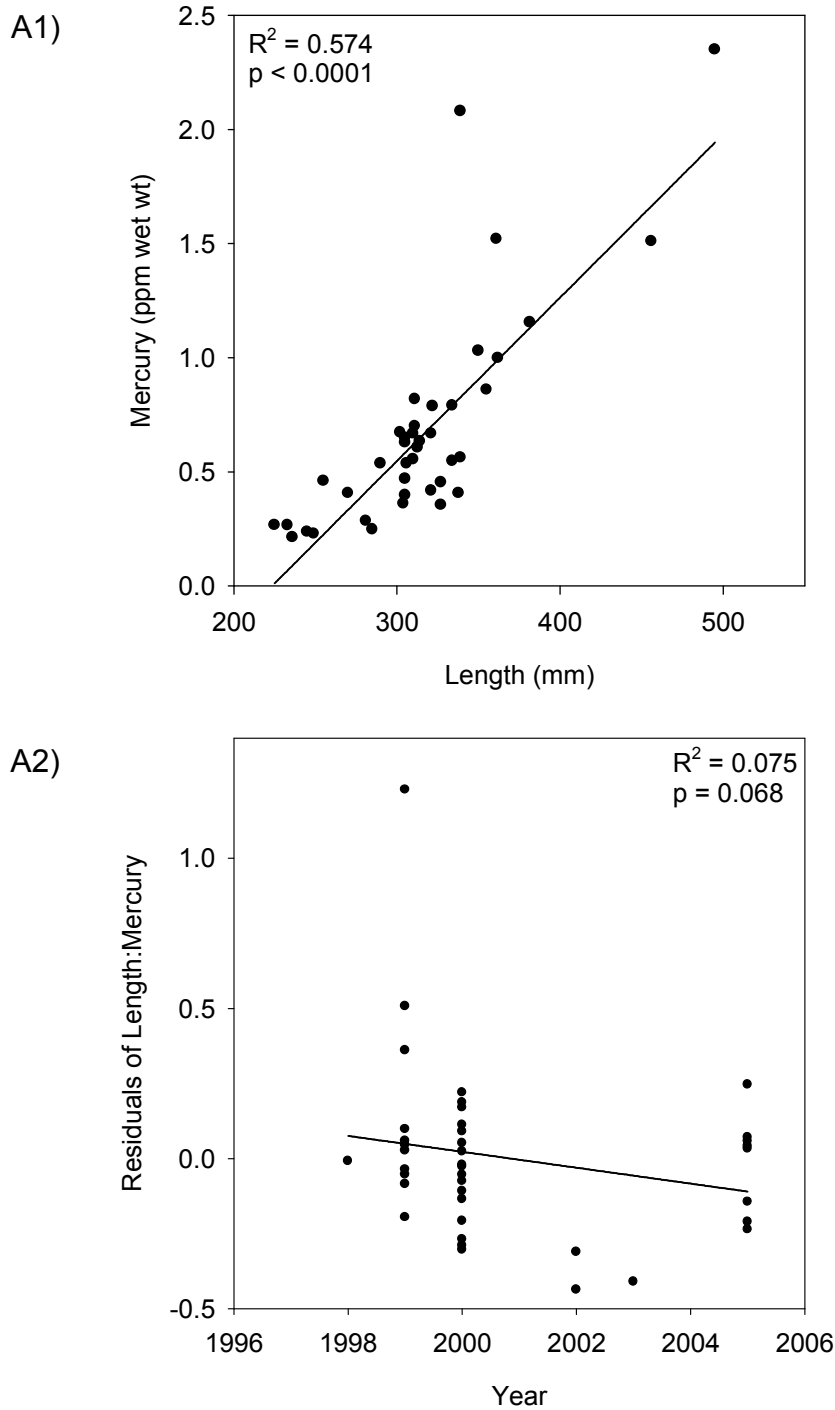 A1)
2.5
R² = 0.574
p < 0.0001
2.0
1.5
1.0
0.5
0.0
Mercury (ppm wet wt)
200 300 400 500
Length (mm)
A2)
R² = 0.075
p = 0.068
1.0
0.5
0.0
-0.5
Residuals of Length:Mercury
1996 1998 2000 2002 2004 2006
Year